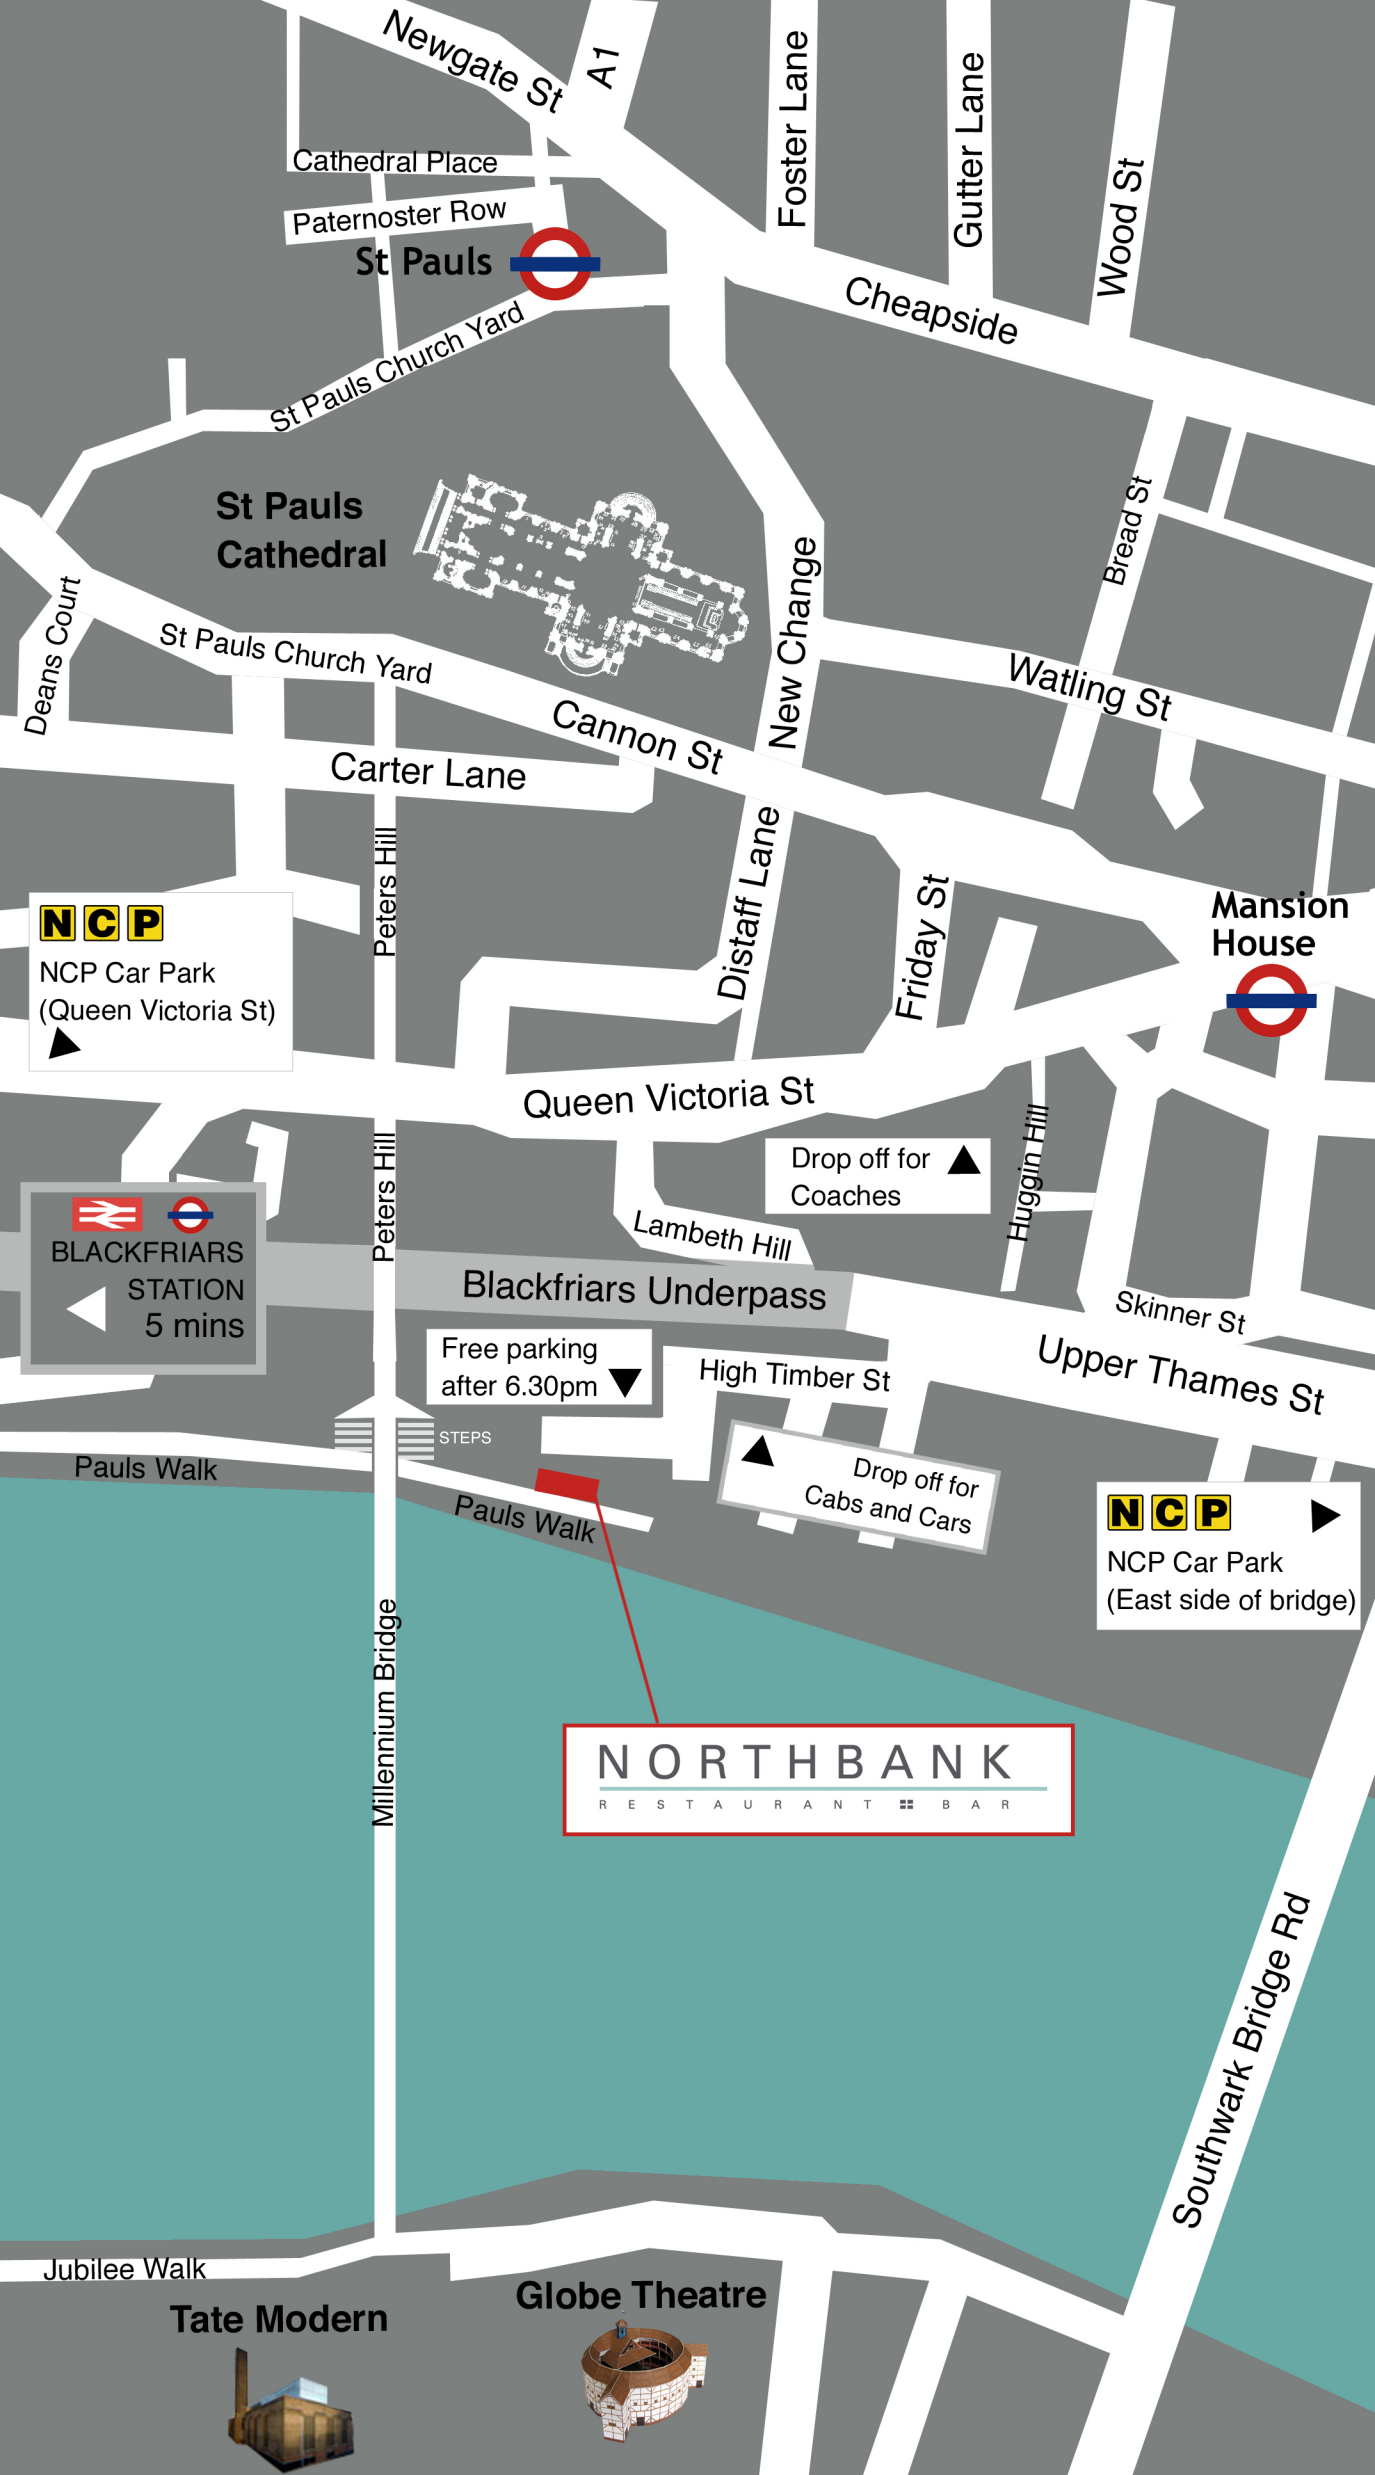 Newgate St
A1
Foster Lane
Gutter Lane
Wood St
Cathedral Place
Paternoster Row
St Pauls
Cheapside
St Pauls Church Yard
St Pauls
Cathedral
Bread St
New Change
Deans Court
St Pauls Church Yard
Watling St
Cannon St
Carter Lane
Peters Hill
Distaff Lane
Friday St
Mansion
House
NCP
NCP Car Park
(Queen Victoria St)
Queen Victoria St
Peters Hill
Drop off for
Coaches
Huggin Hill
Lambeth Hill
BLACKFRIARS
STATION
5 mins
Blackfriars Underpass
Skinner St
Free parking
after 6.30pm
High Timber St
Upper Thames St
STEPS
Pauls Walk
Pauls Walk
Drop off for
Cabs and Cars
NCP
NCP Car Park
(East side of bridge)
Millennium Bridge
NORTHBANK
RESTAURANT BAR
Southwark Bridge Rd
Jubilee Walk
Globe Theatre
Tate Modern